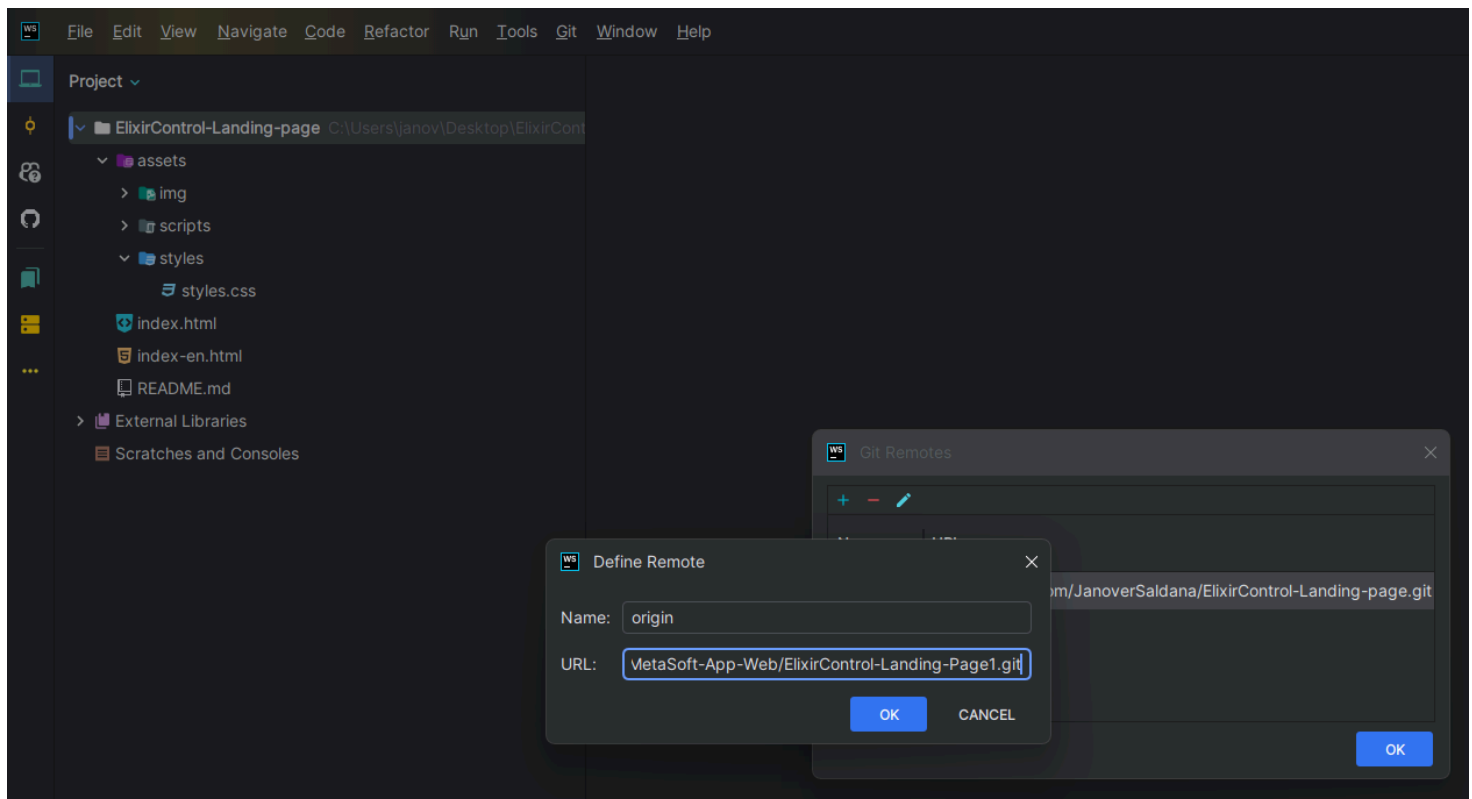 WS File Edit View Navigate Code Refactor Run Tools Git Window Help
Project
ElixirControl-Landing-page C:\Users\janov\Desktop\ElixirCont
assets
img
scripts
styles
styles.css
index.html
index-en.html
README.md
External Libraries
Scratches and Consoles
WS Git Remotes
om/JanoverSaldana/ElixirControl-Landing-page.git
OK
WS Define Remote
Name: origin
URL: MetaSoft-App-Web/ElixirControl-Landing-Page1.git
OK CANCEL